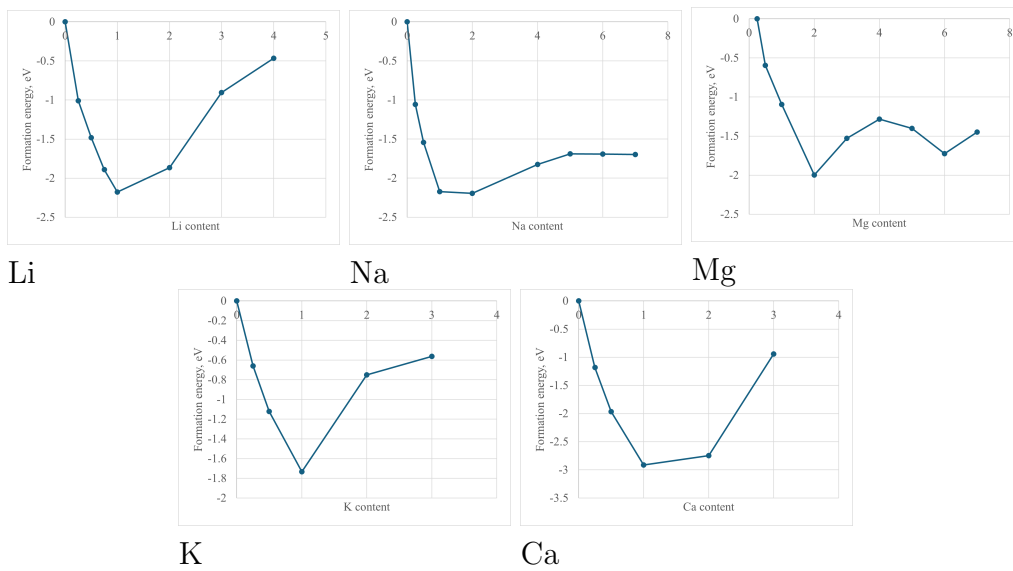 0
-0.5
-1
-1.5
-2
-2.5
0 1 2 3 4 5
Formation energy, eV
Li content
Li
0
-0.5
-1
-1.5
-2
-2.5
0 2 4 6 8
Formation energy, eV
Na content
Na
0
-0.5
-1
-1.5
-2
-2.5
0 2 4 6 8
Formation energy, eV
Mg content
Mg
0
-0.2
-0.4
-0.6
-0.8
-1
-1.2
-1.4
-1.6
-1.8
-2
0 1 2 3 4
Formation energy, eV
K content
K
0
-0.5
-1
-1.5
-2
-2.5
-3
-3.5
0 1 2 3 4
Formation energy, eV
Ca content
Ca